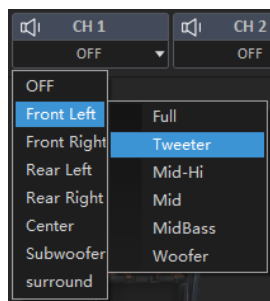 CH 1
CH 2
OFF
OFF
OFF
Front Left
Front Right
Rear Left
Rear Right
Center
Subwoofer
surround
Full
Tweeter
Mid-Hi
Mid
MidBass
Woofer